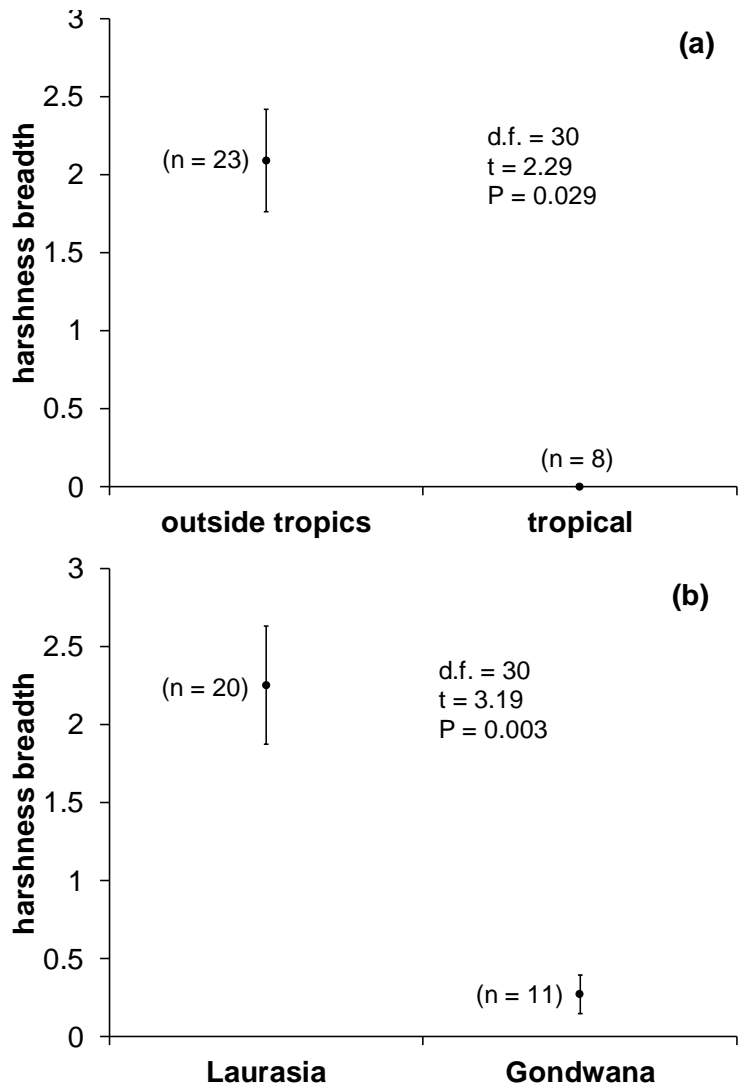 3
(a)
2.5
d.f. = 30
(n = 23)
t = 2.29
2
P = 0.029
1.5
harshness breadth
1
0.5
(n = 8)
0
outside tropics tropical
3
(b)
2.5
d.f. = 30
(n = 20)
t = 3.19
2
P = 0.003
1.5
harshness breadth
1
0.5
(n = 11)
0
Laurasia Gondwana